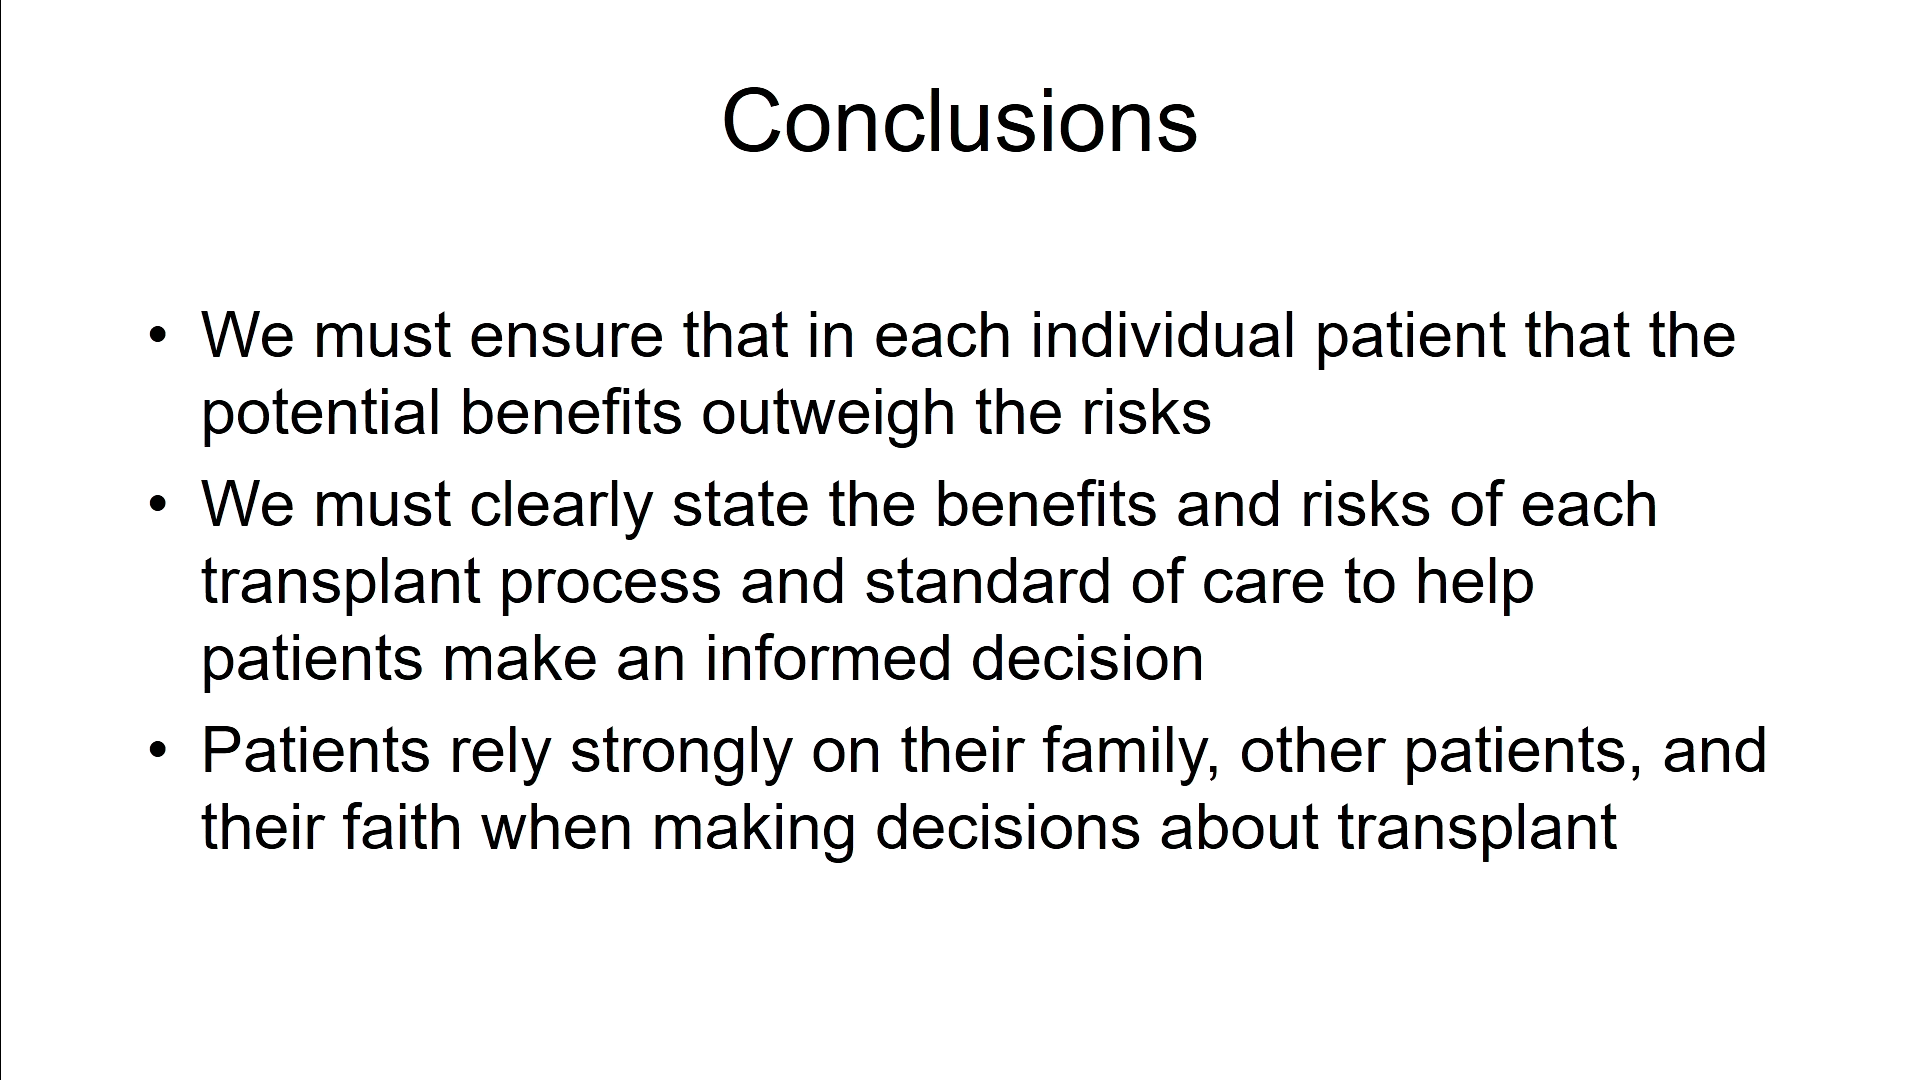 Conclusions
• We must ensure that in each individual patient that the
potential benefits outweigh the risks
• We must clearly state the benefits and risks of each
transplant process and standard of care to help
patients make an informed decision
• Patients rely strongly on their family, other patients, and
their faith when making decisions about transplant